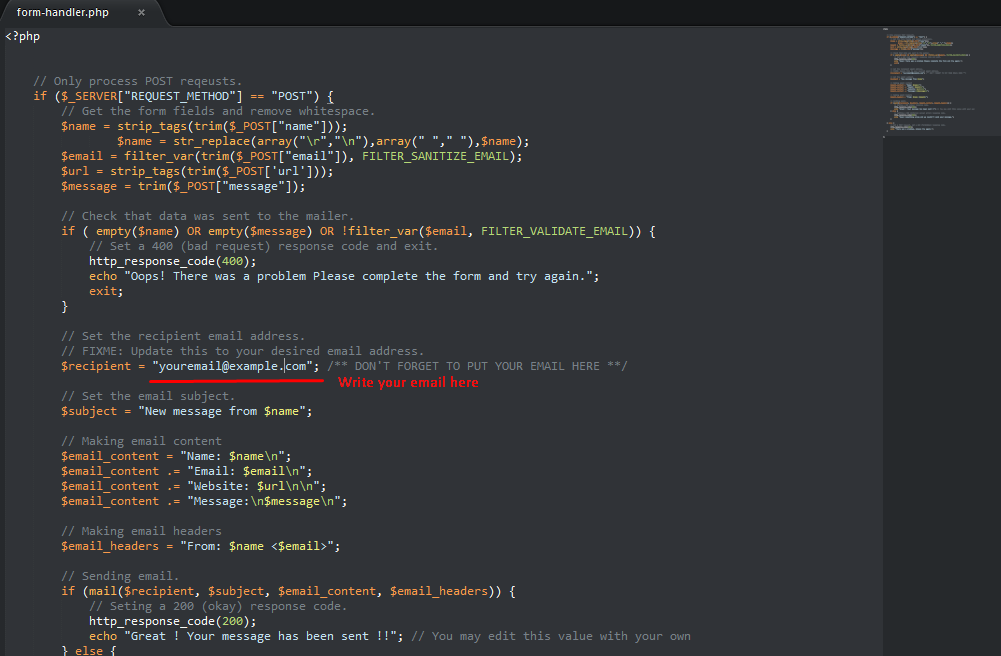 form-handler.php ×
<?php
// Only process POST reqeusts.
if ($_SERVER["REQUEST_METHOD"] == "POST") {
// Get the form fields and remove whitespace.
$name = strip_tags(trim($_POST["name"]));
$name = str_replace(array("\r","\n"),array(" "," "),$name);
$email = filter_var(trim($_POST["email"]), FILTER_SANITIZE_EMAIL);
$url = strip_tags(trim($_POST['url']));
$message = trim($_POST["message"]);
// Check that data was sent to the mailer.
if ( empty($name) OR empty($message) OR !filter_var($email, FILTER_VALIDATE_EMAIL)) {
// Set a 400 (bad request) response code and exit.
http_response_code(400);
echo "Oops! There was a problem Please complete the form and try again.";
exit;
}
// Set the recipient email address.
// FIXME: Update this to your desired email address.
$recipient = "youremail@example.com"; /** DON'T FORGET TO PUT YOUR EMAIL HERE **/
Write your email here
// Set the email subject.
$subject = "New message from $name";
// Making email content
$email_content = "Name: $name\n";
$email_content .= "Email: $email\n";
$email_content .= "Website: $url\n\n";
$email_content .= "Message:\n$message\n";
// Making email headers
$email_headers = "From: $name <$email>";
// Sending email.
if (mail($recipient, $subject, $email_content, $email_headers)) {
// Seting a 200 (okay) response code.
http_response_code(200);
echo "Great ! Your message has been sent !!"; // You may edit this value with your own
} else {